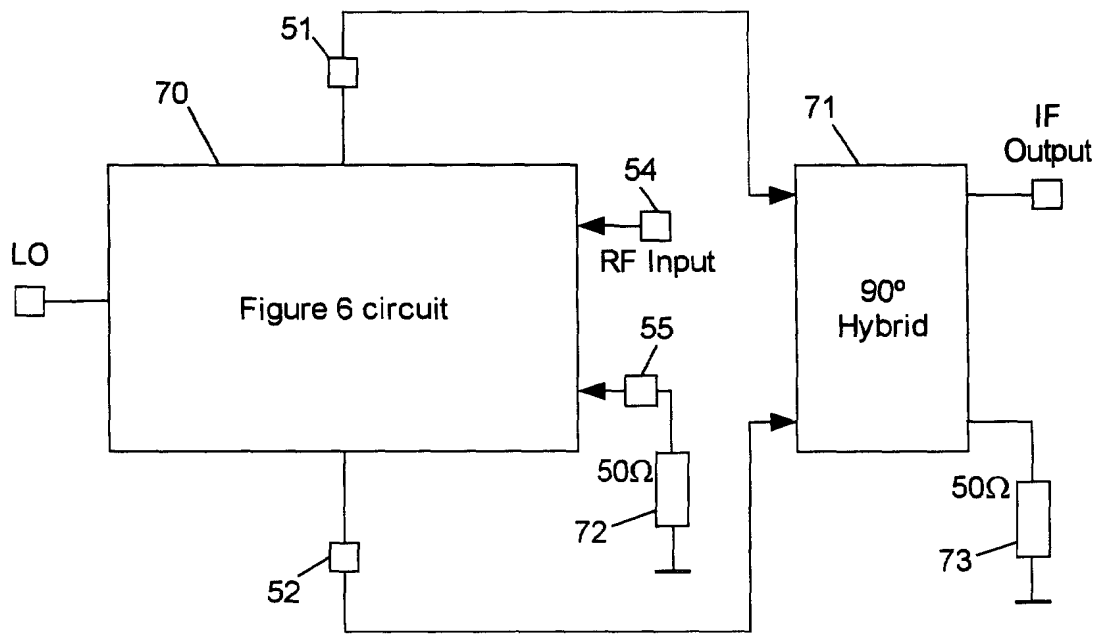 51
70
71
IF
Output
54
LO
RF Input
Figure 6 circuit
90º
Hybrid
55
50Ω
72
50Ω
73
52